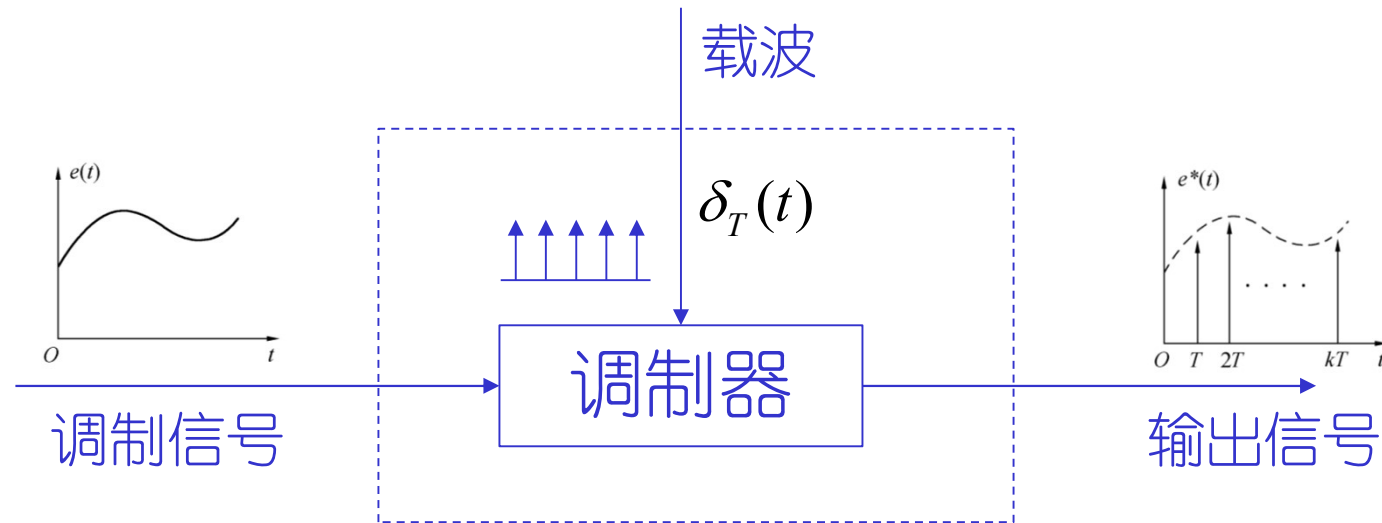 载波
e(t)
δ_T(t)
e*(t)
O
t
调制器
O
T
2T
. . . .
kT
t
调制信号
输出信号